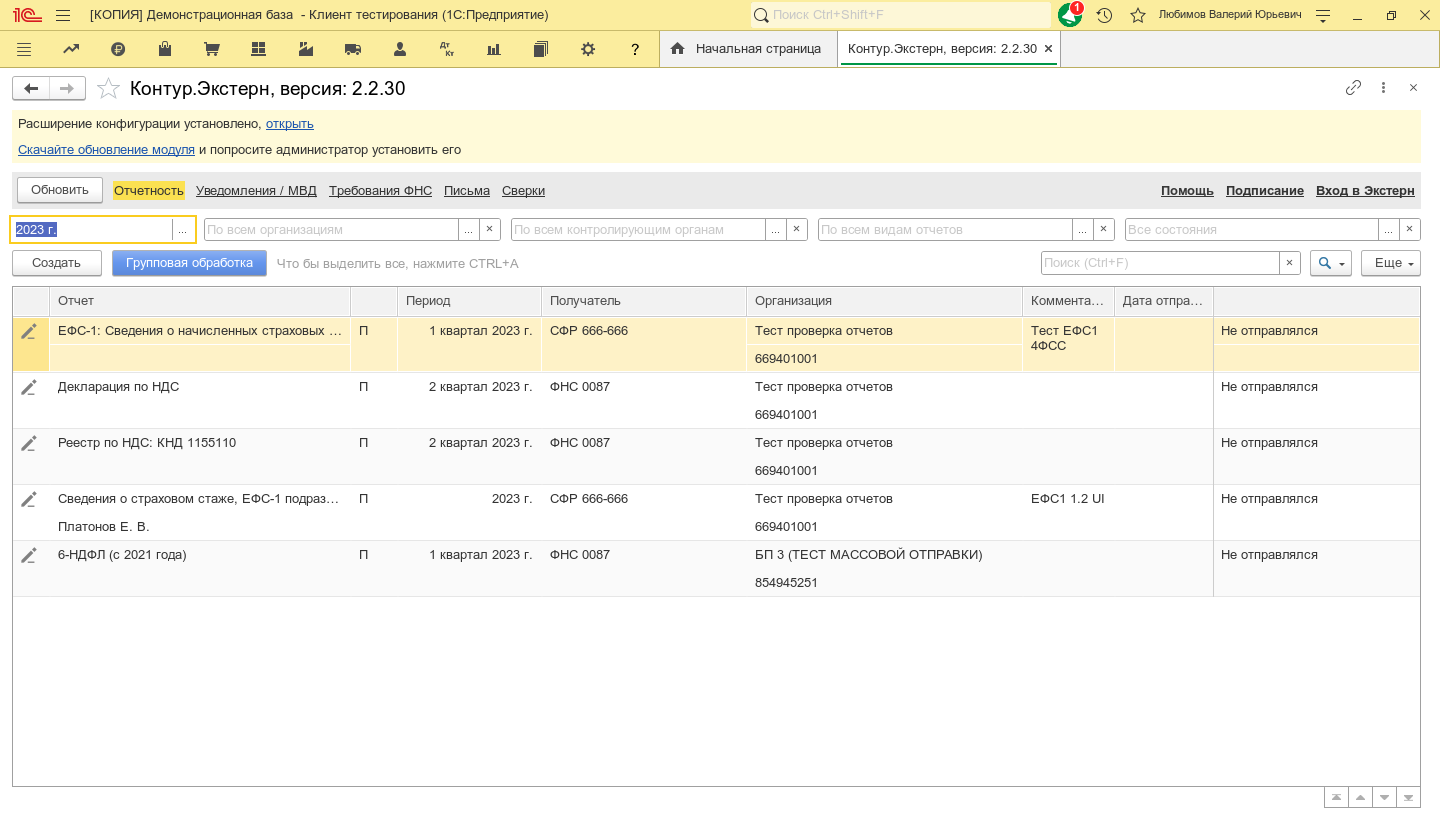 [КОПИЯ] Демонстрационная база - Клиент тестирования (1С:Предприятие)
Поиск Ctrl+Shift+F
1
Любимов Валерий Юрьевич
Дт Кт
?
Начальная страница
Контур.Экстерн, версия: 2.2.30
Контур.Экстерн, версия: 2.2.30
Расширение конфигурации установлено, открыть
Скачайте обновление модуля и попросите администратор установить его
Обновить Отчетность Уведомления / МВД Требования ФНС Письма Сверки Помощь Подписание Вход в Экстерн
2023 г. ... По всем организациям ... × По всем контролирующим органам ... × По всем видам отчетов ... × Все состояния ... ×
Создать Групповая обработка Что бы выделить все, нажмите CTRL+A Поиск (Ctrl+F) × Еще
Отчет Период Получатель Организация Коммента... Дата отпра...
ЕФС-1: Сведения о начисленных страховых ... П 1 квартал 2023 г. СФР 666-666 Тест проверка отчетов Тест ЕФС1 Не отправлялся
4ФСС
669401001
Декларация по НДС П 2 квартал 2023 г. ФНС 0087 Тест проверка отчетов Не отправлялся
669401001
Реестр по НДС: КНД 1155110 П 2 квартал 2023 г. ФНС 0087 Тест проверка отчетов Не отправлялся
669401001
Сведения о страховом стаже, ЕФС-1 подраз... П 2023 г. СФР 666-666 Тест проверка отчетов ЕФС1 1.2 UI Не отправлялся
Платонов Е. В. 669401001
6-НДФЛ (с 2021 года) П 1 квартал 2023 г. ФНС 0087 БП 3 (ТЕСТ МАССОВОЙ ОТПРАВКИ) Не отправлялся
854945251